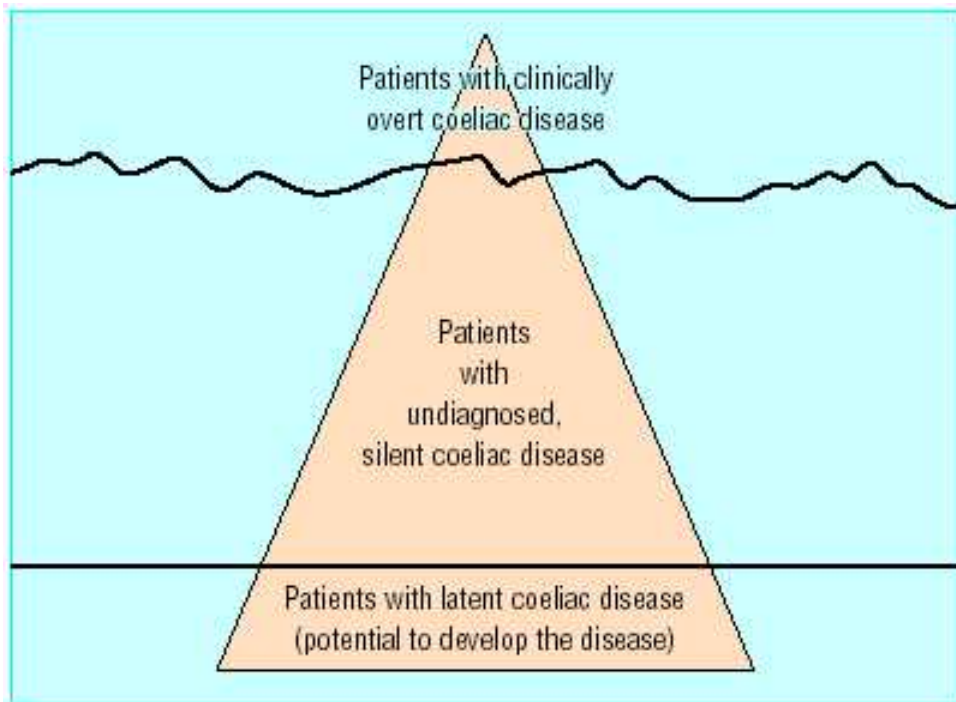 Patients with clinically
overt coeliac disease
Patients
with
undiagnosed,
silent coeliac disease
Patients with latent coeliac disease
(potential to develop the disease)